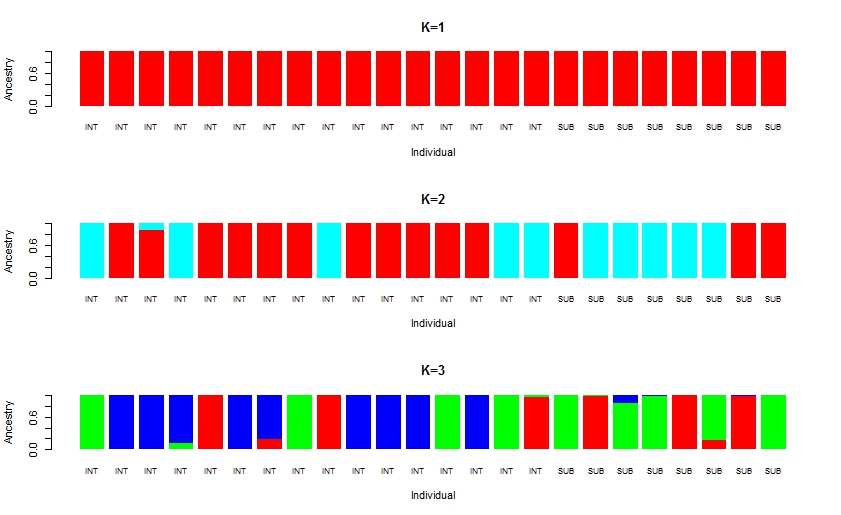 K=1
Ancestry
0.6
0.0
INT INT INT INT INT INT INT INT INT INT INT INT INT INT INT INT SUB SUB SUB SUB SUB SUB SUB SUB
Individual
K=2
Ancestry
0.6
0.0
INT INT INT INT INT INT INT INT INT INT INT INT INT INT INT INT SUB SUB SUB SUB SUB SUB SUB SUB
Individual
K=3
Ancestry
0.6
0.0
INT INT INT INT INT INT INT INT INT INT INT INT INT INT INT INT SUB SUB SUB SUB SUB SUB SUB SUB
Individual